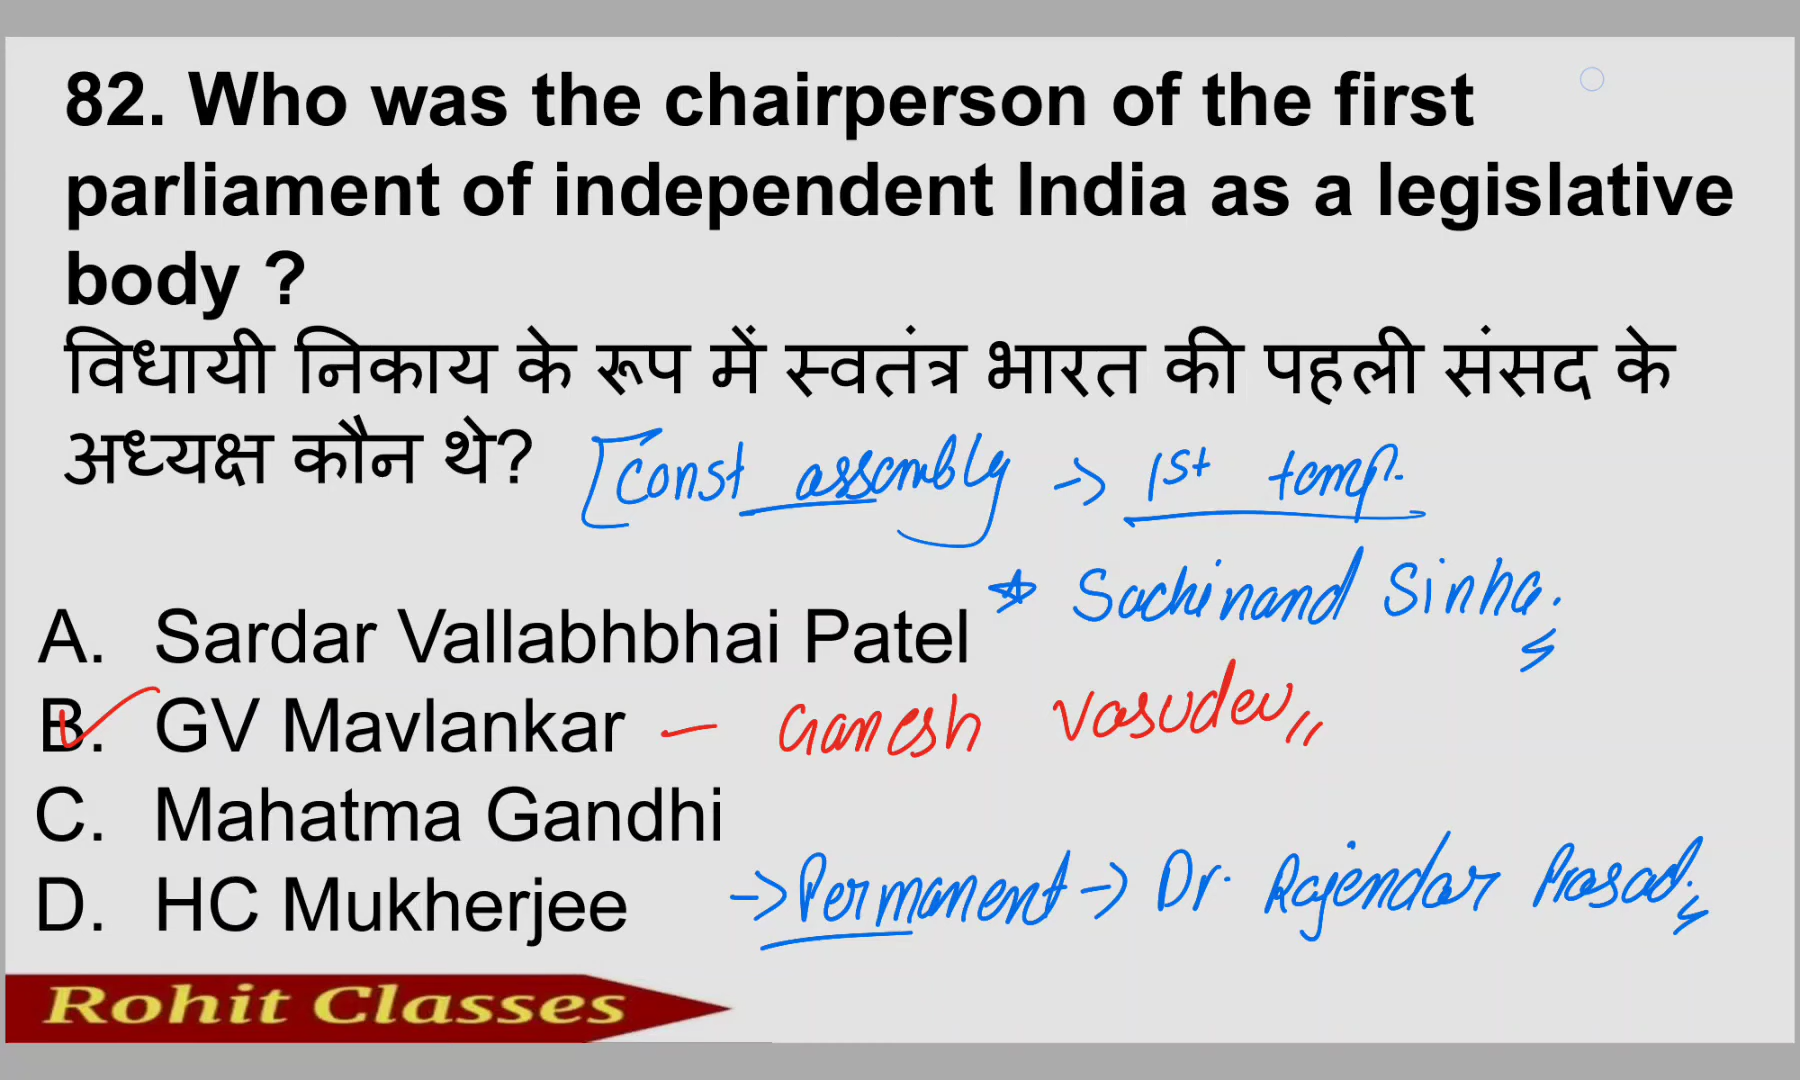 82. Who was the chairperson of the first
parliament of independent India as a legislative
body ?
विधायी निकाय के रूप में स्वतंत्र भारत की पहली संसद के
अध्यक्ष कौन थे? [const assembly → 1st temp.
* Sachinand Sinha.
A. Sardar Vallabhbhai Patel
B. GV Mavlankar – Ganesh Vasudev,,
C. Mahatma Gandhi
D. HC Mukherjee → Permanent → Dr. Rajendar Prasad.
Rohit Classes